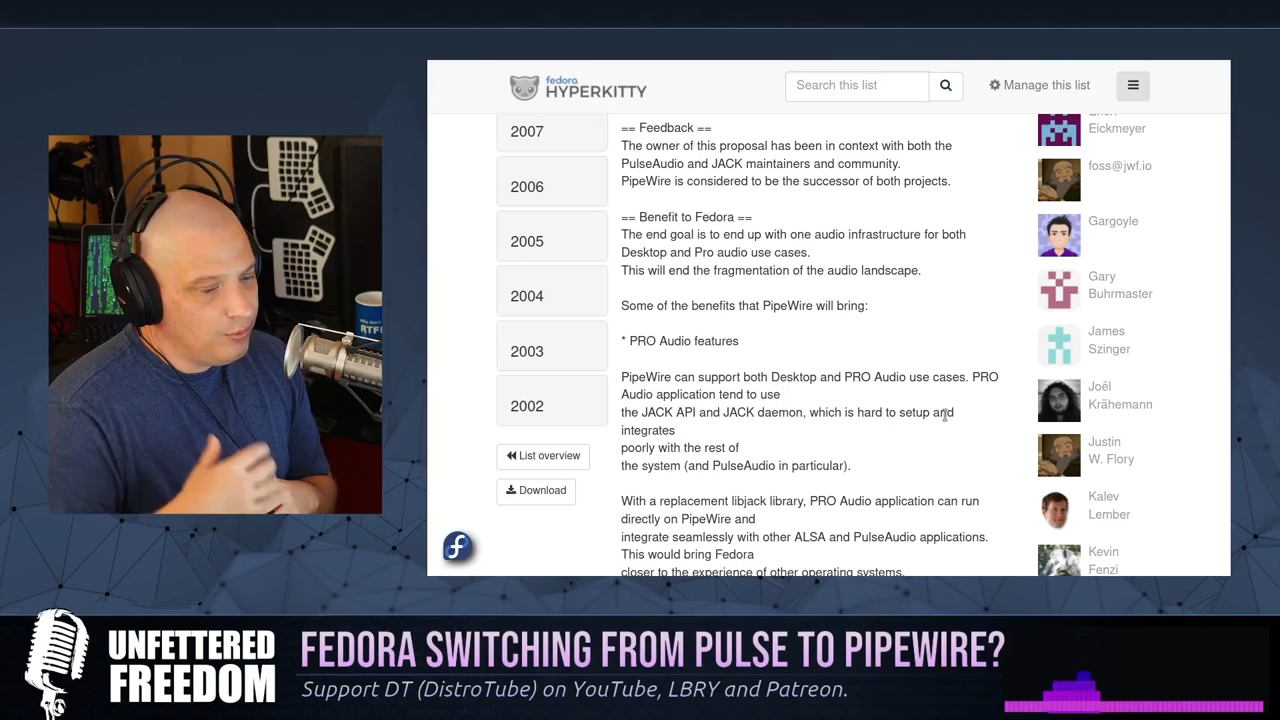 fedora
HYPERKITTY
Search this list
Manage this list
2007
2006
2005
2004
2003
2002
List overview
Download
== Feedback ==
The owner of this proposal has been in context with both the
PulseAudio and JACK maintainers and community.
PipeWire is considered to be the successor of both projects.
== Benefit to Fedora ==
The end goal is to end up with one audio infrastructure for both
Desktop and Pro audio use cases.
This will end the fragmentation of the audio landscape.
Some of the benefits that PipeWire will bring:
* PRO Audio features
PipeWire can support both Desktop and PRO Audio use cases. PRO
Audio application tend to use
the JACK API and JACK daemon, which is hard to setup and
integrates
poorly with the rest of
the system (and PulseAudio in particular).
With a replacement libjack library, PRO Audio application can run
directly on PipeWire and
integrate seamlessly with other ALSA and PulseAudio applications.
This would bring Fedora
closer to the experience of other operating systems.
Eickmeyer
foss@jwf.io
Gargoyle
Gary
Buhrmaster
James
Szinger
Joël
Krähemann
Justin
W. Flory
Kalev
Lember
Kevin
Fenzi
RTF
UNFETTERED
FREEDOM
FEDORA SWITCHING FROM PULSE TO PIPEWIRE?
Support DT (DistroTube) on YouTube, LBRY and Patreon.